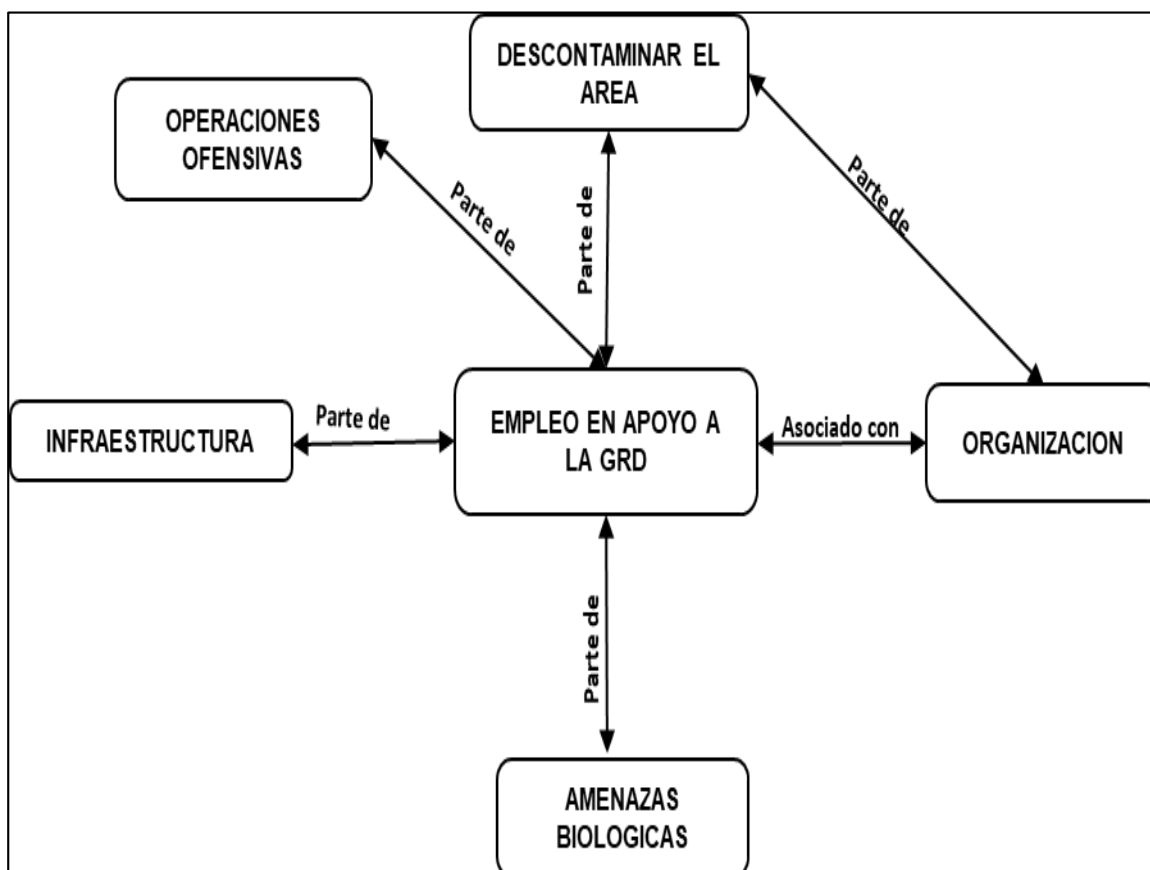 DESCONTAMINAR EL
AREA
OPERACIONES
OFENSIVAS
Parte de
Parte de
Parte de
INFRAESTRUCTURA
Parte de
EMPLEO EN APOYO A
LA GRD
Asociado con
ORGANIZACION
Parte de
AMENAZAS
BIOLOGICAS